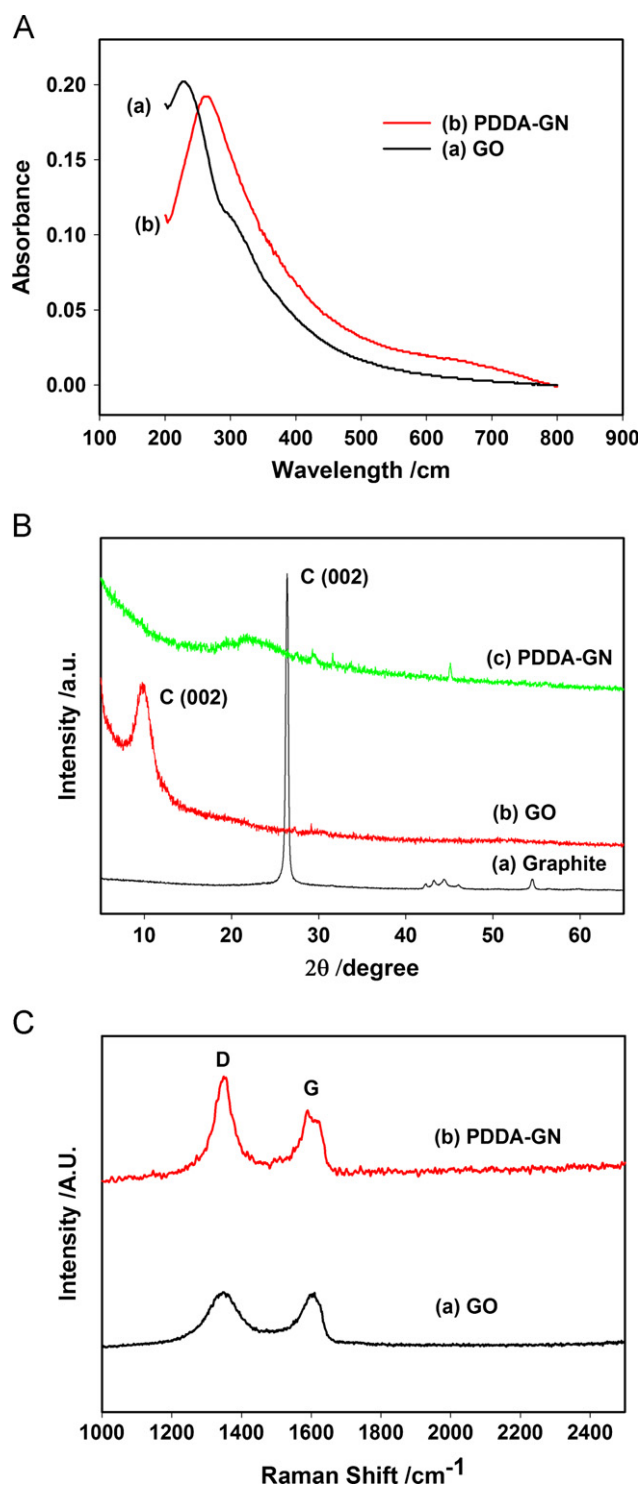 A
0.20
0.15
0.10
0.05
0.00
Absorbance
(a)
(b)
(b) PDDA-GN
(a) GO
100 200 300 400 500 600 700 800 900
Wavelength /cm
B
C (002)
C (002)
(c) PDDA-GN
(b) GO
(a) Graphite
Intensity /a.u.
10 20 30 40 50 60
2θ /degree
C
D
G
(b) PDDA-GN
(a) GO
Intensity /A.U.
1000 1200 1400 1600 1800 2000 2200 2400
Raman Shift /cm-1